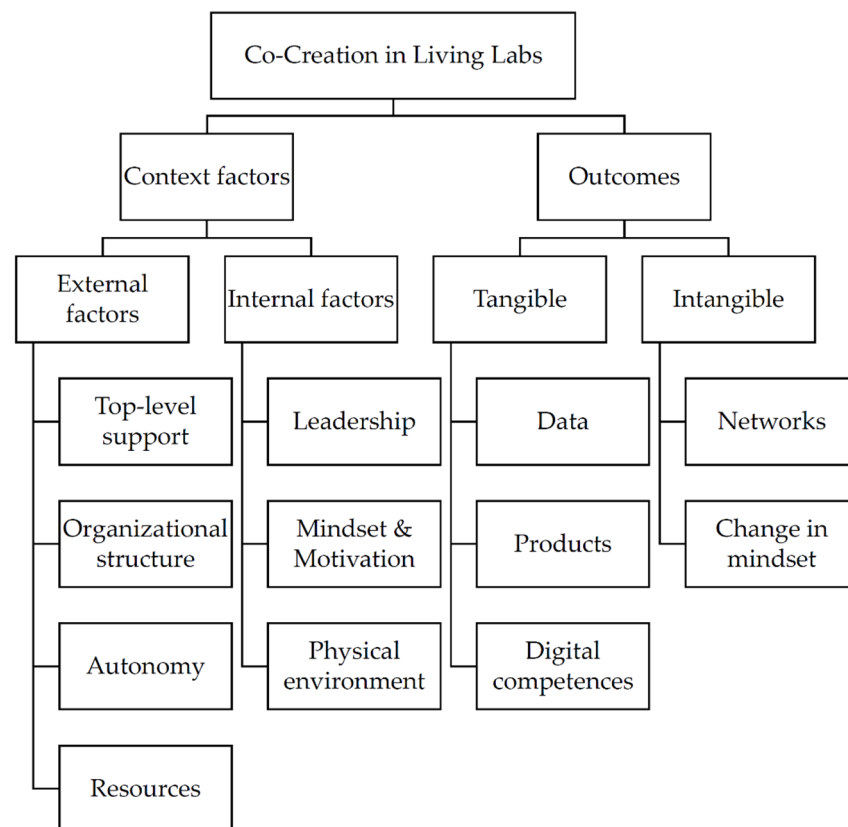 Co-Creation in Living Labs
Context factors
Outcomes
External
factors
Internal factors
Tangible
Intangible
Top-level
support
Leadership
Data
Networks
Organizational
structure
Mindset &
Motivation
Products
Change in
mindset
Autonomy
Physical
environment
Digital
competences
Resources